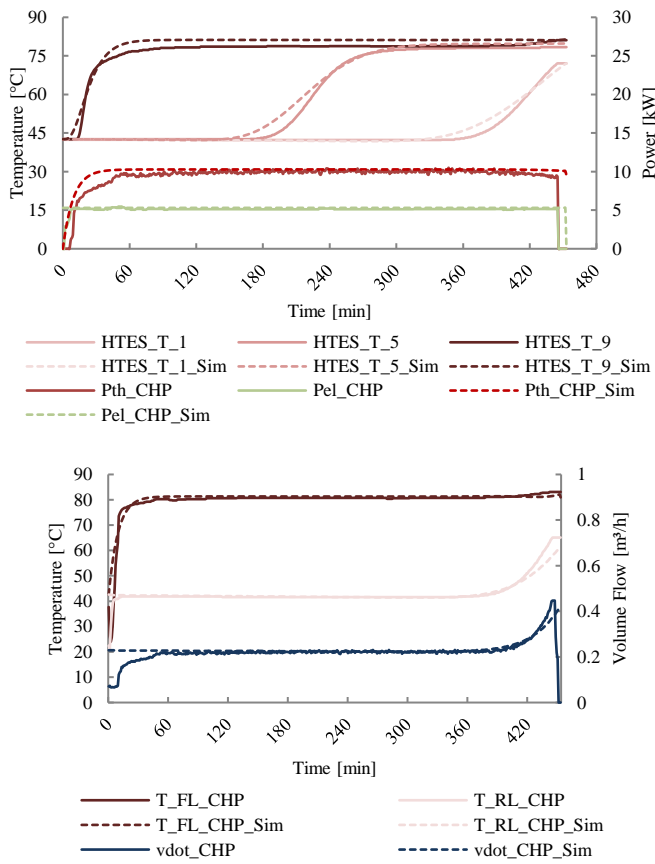 90
75
60
45
30
15
0
Temperature [°C]
30
25
20
15
10
5
0
Power [kW]
0
60
120
180
240
300
360
420
480
Time [min]
HTES_T_1
HTES_T_5
HTES_T_9
HTES_T_1_Sim
HTES_T_5_Sim
HTES_T_9_Sim
Pth_CHP
Pel_CHP
Pth_CHP_Sim
Pel_CHP_Sim
90
80
70
60
50
40
30
20
10
0
Temperature [°C]
1
0.8
0.6
0.4
0.2
0
Volume Flow [m³/h]
0
60
120
180
240
300
360
420
Time [min]
T_FL_CHP
T_RL_CHP
T_FL_CHP_Sim
T_RL_CHP_Sim
vdot_CHP
vdot_CHP_Sim